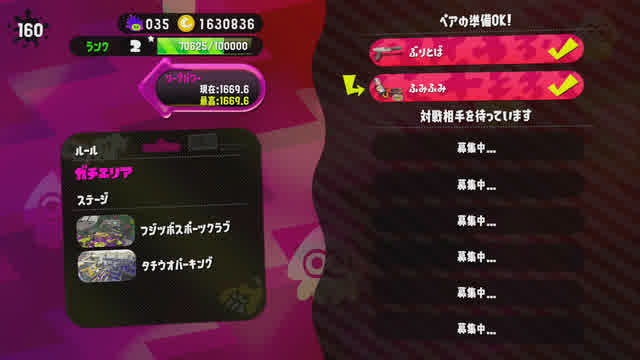 160
035
1630836
ランク 2 70625/100000
リーグパワー
現在:1669.6
最高:1669.6
ルール
ガチエリア
ステージ
フジツボスポーツクラブ
タチウオパーキング
ペアの準備OK!
ぷりとば
ふみふみ
対戦相手を待っています
募集中...
募集中...
募集中...
募集中...
募集中...
募集中...